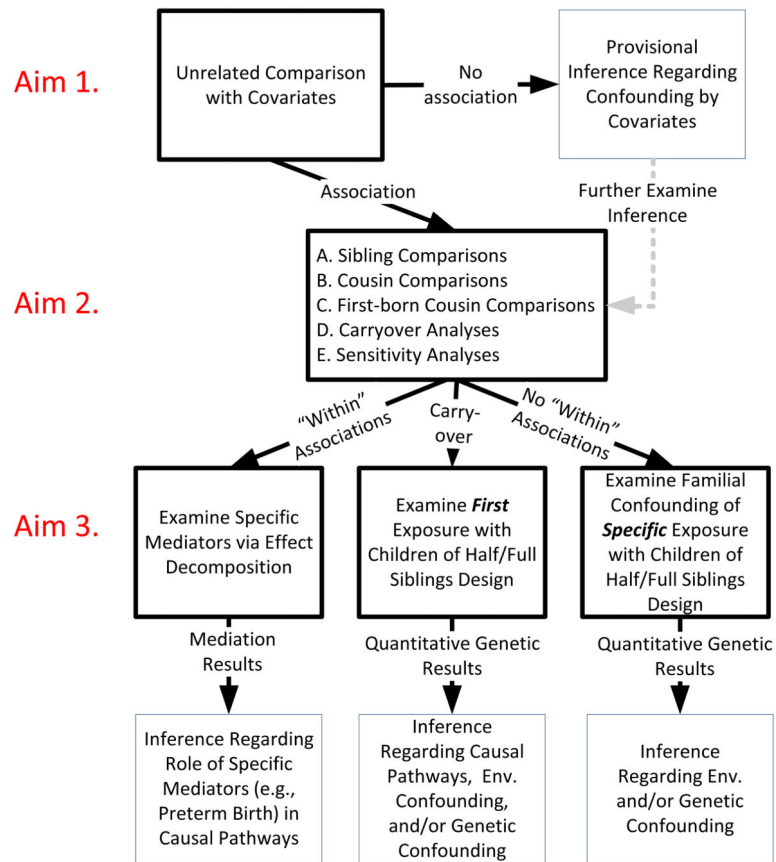 Aim 1.
Unrelated Comparison
with Covariates
No
association
Provisional
Inference Regarding
Confounding by
Covariates
Association
Further Examine
Inference
Aim 2.
A. Sibling Comparisons
B. Cousin Comparisons
C. First-born Cousin Comparisons
D. Carryover Analyses
E. Sensitivity Analyses
“Within”
Associations
Carry-
over
No “Within”
Associations
Aim 3.
Examine Specific
Mediators via Effect
Decomposition
Examine First
Exposure with
Children of Half/Full
Siblings Design
Examine Familial
Confounding of
Specific Exposure
with Children of
Half/Full Siblings
Design
Mediation
Results
Quantitative Genetic
Results
Quantitative Genetic
Results
Inference Regarding
Role of Specific
Mediators (e.g.,
Preterm Birth) in
Causal Pathways
Inference
Regarding Causal
Pathways, Env.
Confounding,
and/or Genetic
Confounding
Inference
Regarding Env.
and/or Genetic
Confounding